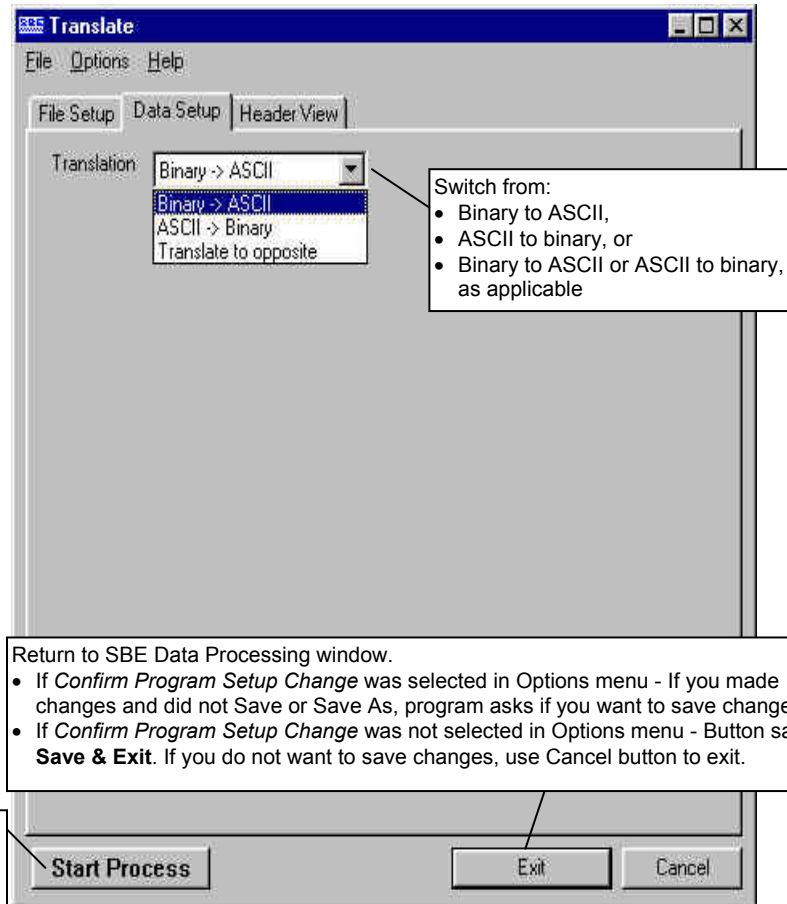 SBE Translate
File Options Help
File Setup Data Setup Header View
Translation Binary -> ASCII
Binary -> ASCII
ASCII -> Binary
Translate to opposite
Switch from:
• Binary to ASCII,
• ASCII to binary, or
• Binary to ASCII or ASCII to binary,
as applicable
Return to SBE Data Processing window.
• If Confirm Program Setup Change was selected in Options menu - If you made
changes and did not Save or Save As, program asks if you want to save change
• If Confirm Program Setup Change was not selected in Options menu - Button sa
Save & Exit. If you do not want to save changes, use Cancel button to exit.
Start Process Exit Cancel